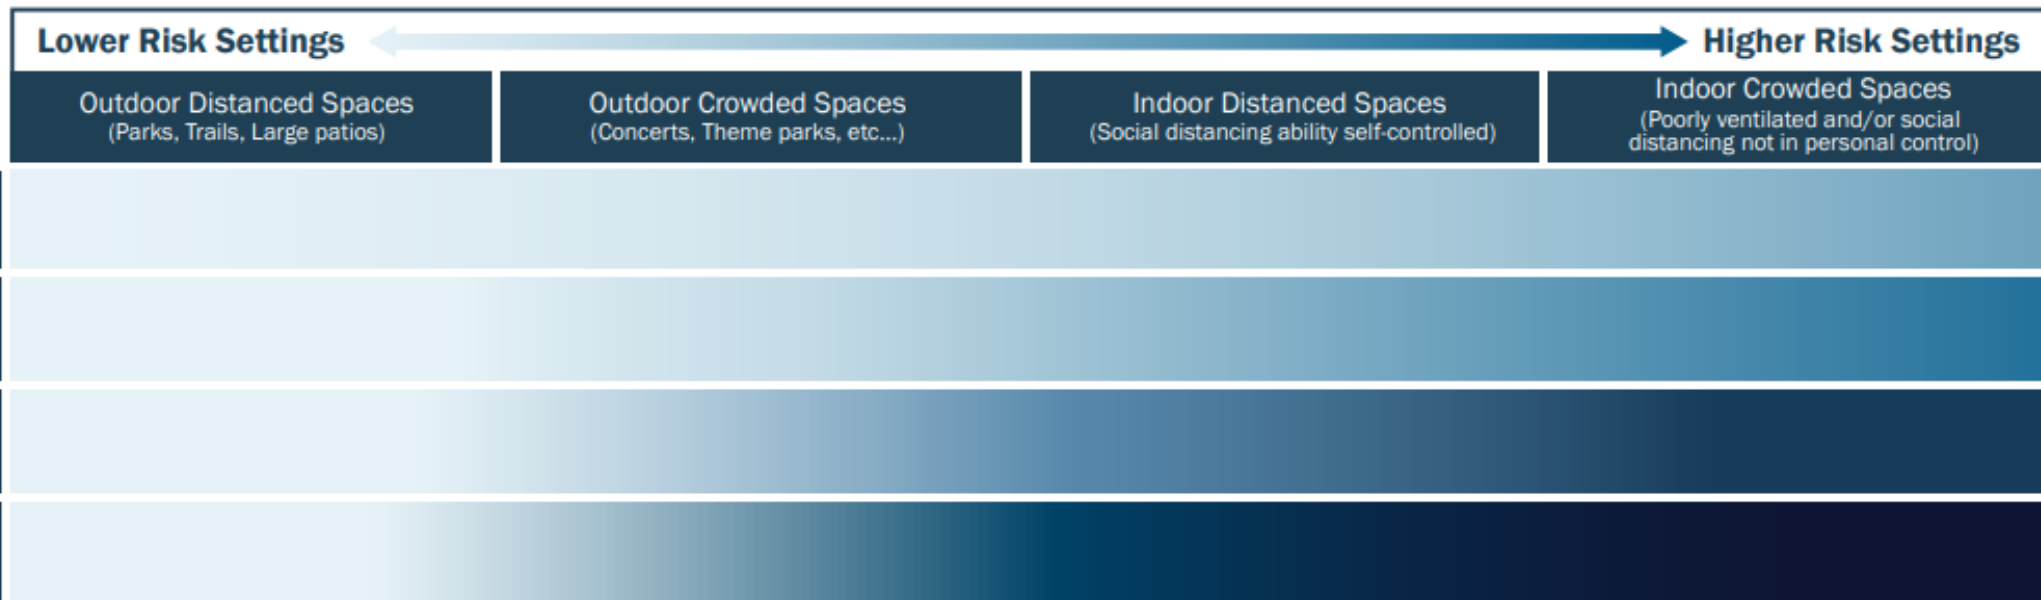 Lower Risk Settings
Higher Risk Settings
Outdoor Distanced Spaces
(Parks, Trails, Large patios)
Outdoor Crowded Spaces
(Concerts, Theme parks, etc...)
Indoor Distanced Spaces
(Social distancing ability self-controlled)
Indoor Crowded Spaces
(Poorly ventilated and/or social
distancing not in personal control)